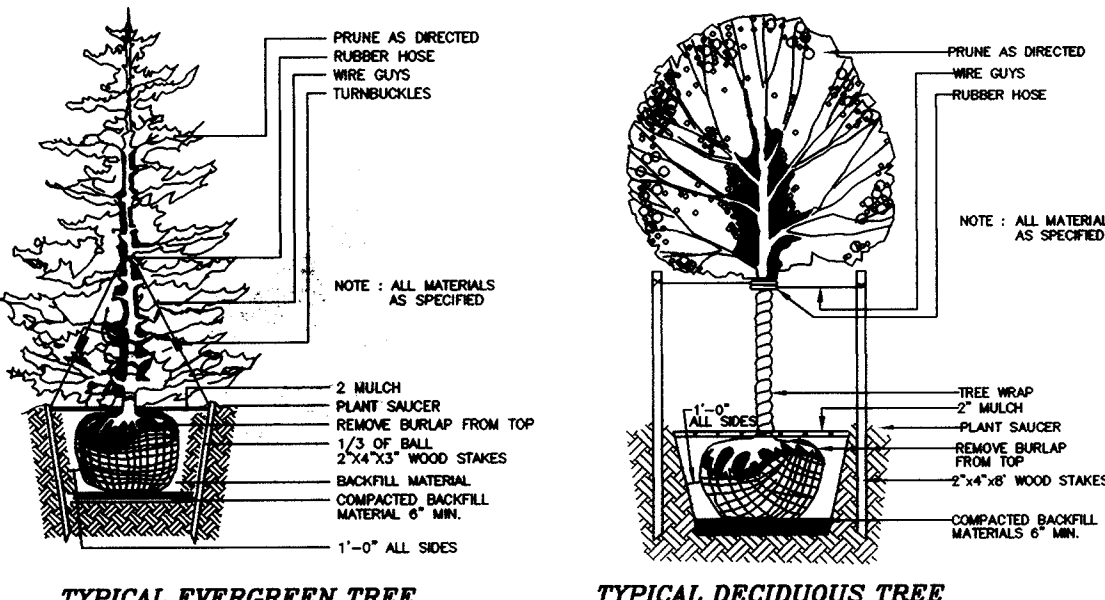 PRUNE AS DIRECTED
RUBBER HOSE
WIRE GUYS
TURNBUCKLES
NOTE : ALL MATERIALS
AS SPECIFIED
2 MULCH
PLANT SAUCER
REMOVE BURLAP FROM TOP
1/3 OF BALL
2"X4"X3" WOOD STAKES
BACKFILL MATERIAL
COMPACTED BACKFILL
MATERIAL 6" MIN.
1'-0" ALL SIDES
TYPICAL EVERGREEN TREE
PRUNE AS DIRECTED
WIRE GUYS
RUBBER HOSE
NOTE : ALL MATERIAL
AS SPECIFIED
TREE WRAP
2" MULCH
1'-0"
ALL SIDES
PLANT SAUCER
REMOVE BURLAP
FROM TOP
2"x4"x8' WOOD STAKES
COMPACTED BACKFILL
MATERIALS 6" MIN.
TYPICAL DECIDUOUS TREE